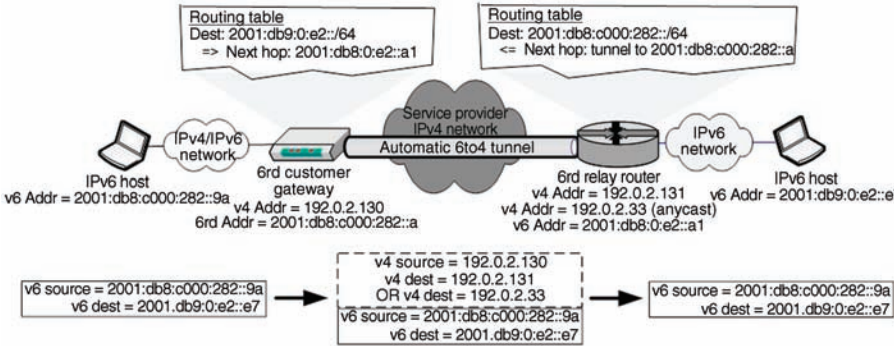 Routing table
Dest: 2001:db9:0:e2::/64
=> Next hop: 2001:db8:0:e2::a1
Routing table
Dest: 2001:db8:c000:282::/64
<= Next hop: tunnel to 2001:db8:c000:282::a
Service provider
IPv4 network
Automatic 6to4 tunnel
IPv4/IPv6
network
IPv6
network
IPv6 host
v6 Addr = 2001:db8:c000:282::9a
6rd customer
gateway
v4 Addr = 192.0.2.130
6rd Addr = 2001:db8:c000:282::a
6rd relay router
v4 Addr = 192.0.2.131
v4 Addr = 192.0.2.33 (anycast)
v6 Addr = 2001:db8:0:e2::a1
IPv6 host
v6 Addr = 2001:db9:0:e2::e
v6 source = 2001:db8:c000:282::9a
v6 dest = 2001.db9:0:e2::e7
v4 source = 192.0.2.130
v4 dest = 192.0.2.131
OR v4 dest = 192.0.2.33
v6 source = 2001:db8:c000:282::9a
v6 dest = 2001.db9:0:e2::e7
v6 source = 2001:db8:c000:282::9a
v6 dest = 2001.db9:0:e2::e7